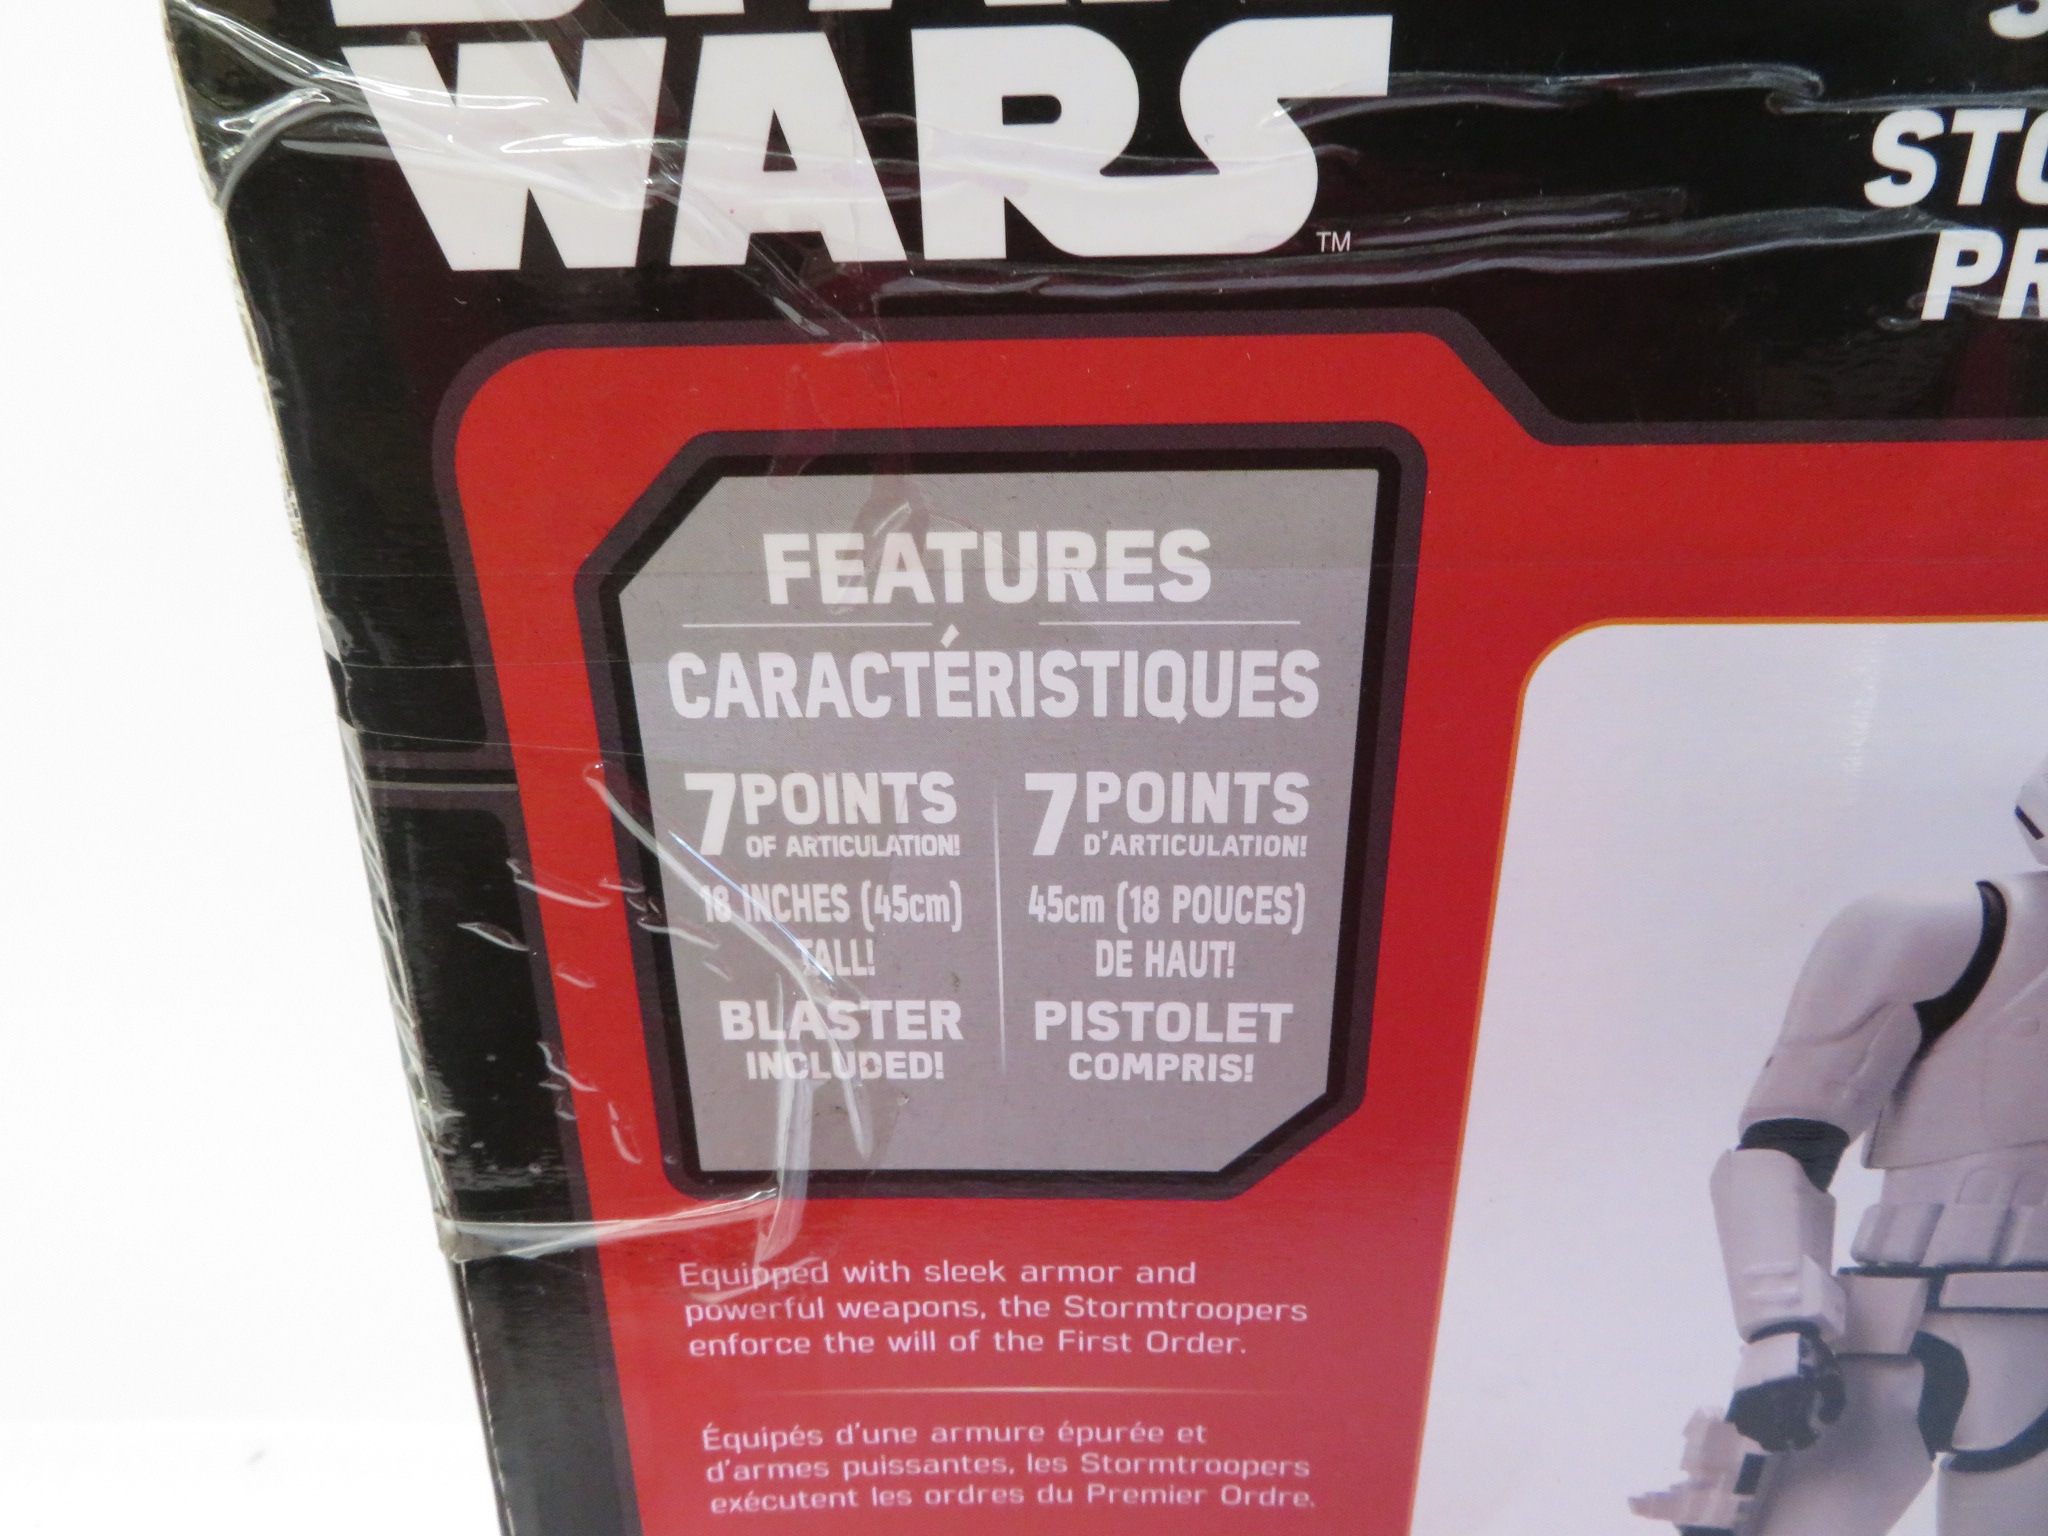 WARS
TM
FEATURES
CARACTÉRISTIQUES
7 POINTS
OF ARTICULATION!
18 INCHES (45cm)
TALL!
BLASTER
INCLUDED!
7 POINTS
D'ARTICULATION!
45cm (18 POUCES)
DE HAUT!
PISTOLET
COMPRIS!
Equipped with sleek armor and
powerful weapons, the Stormtroopers
enforce the will of the First Order.
Équipés d'une armure épurée et
d'armes puissantes, les Stormtroopers
exécutent les ordres du Premier Ordre.